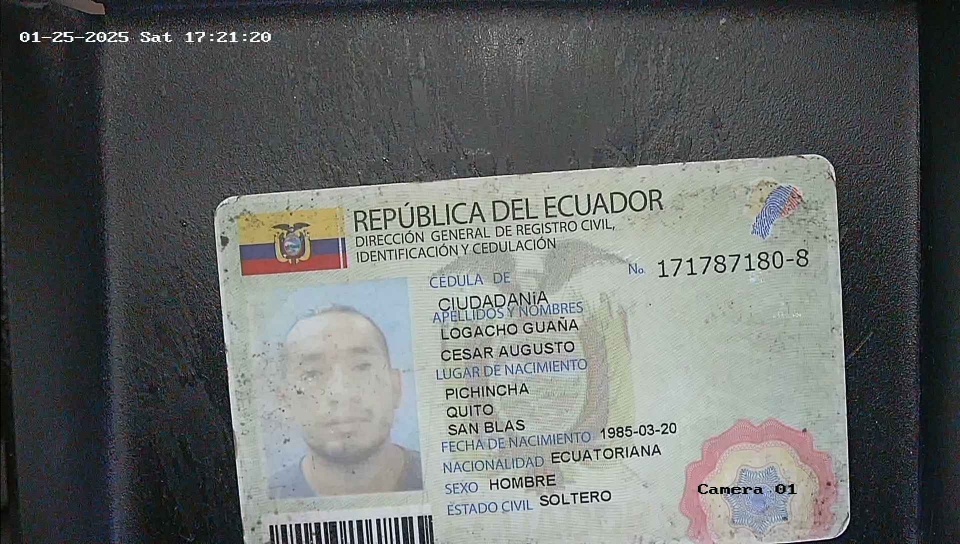 01-25-2025 Sat 17:21:20
REPÚBLICA DEL ECUADOR
DIRECCIÓN GENERAL DE REGISTRO CIVIL,
IDENTIFICACIÓN Y CEDULACIÓN
CÉDULA DE
No. 171787180-8
CIUDADANíA
APELLIDOS Y NOMBRES
LOGACHO GUAÑA
CESAR AUGUSTO
LUGAR DE NACIMIENTO
PICHINCHA
QUITO
SAN BLAS
FECHA DE NACIMIENTO 1985-03-20
NACIONALIDAD ECUATORIANA
SEXO HOMBRE
ESTADO CIVIL SOLTERO
Camera 01